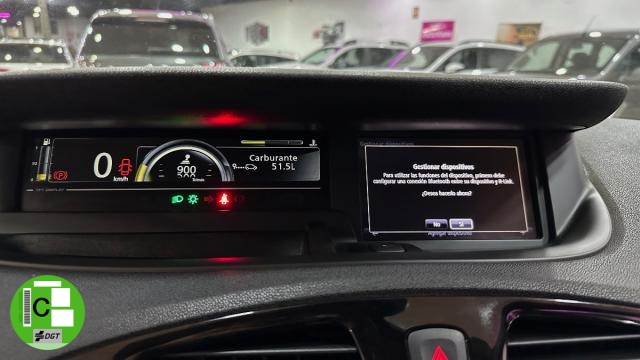 0
km/h
900
Carburante
51.5L
Gestionar dispositivos
Para utilizar las funciones del dispositivo, primero debe
configurar una conexión Bluetooth entre su dispositivo y R-Link.
¿Desea hacerlo ahora?
No
Sí
C
DGT